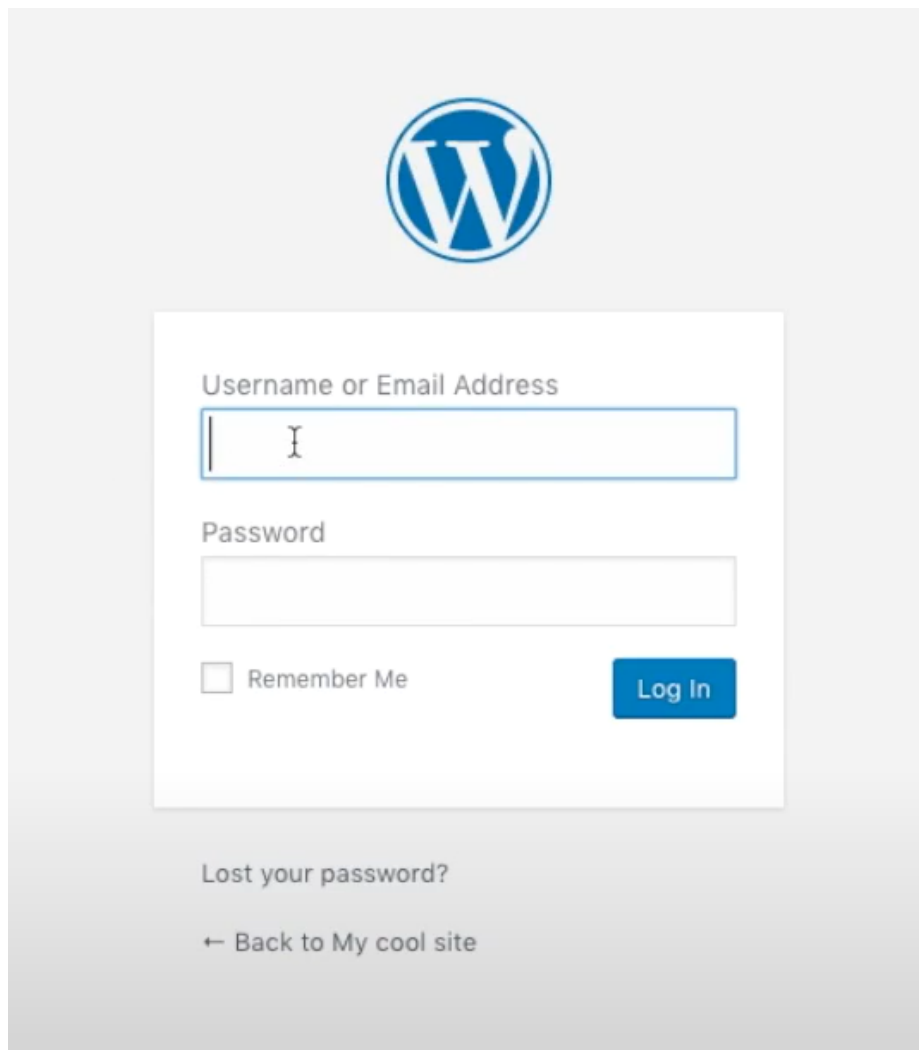 Username or Email Address
Password
Remember Me
Log In
Lost your password?
← Back to My cool site